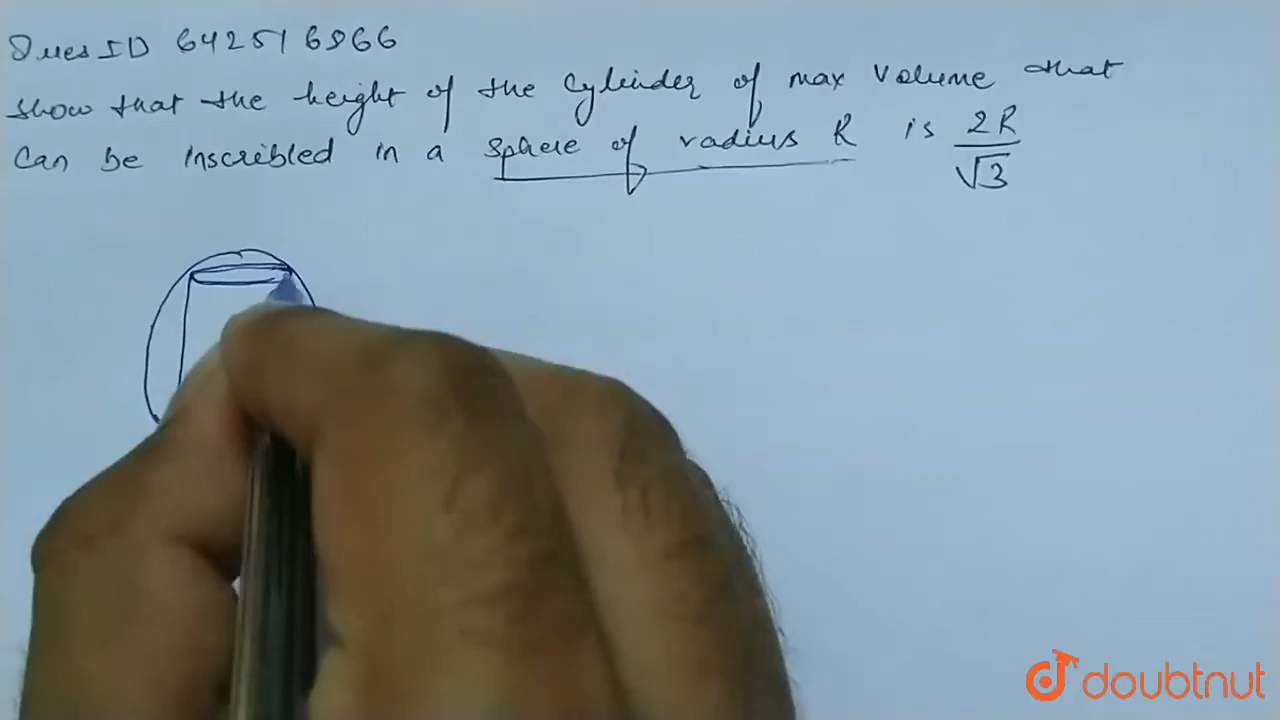 Ques ID 642516966
Show that the height of the Cylinder of max volume that
Can be inscribled in a sphere of radius R is 2R/√3
doubtnut